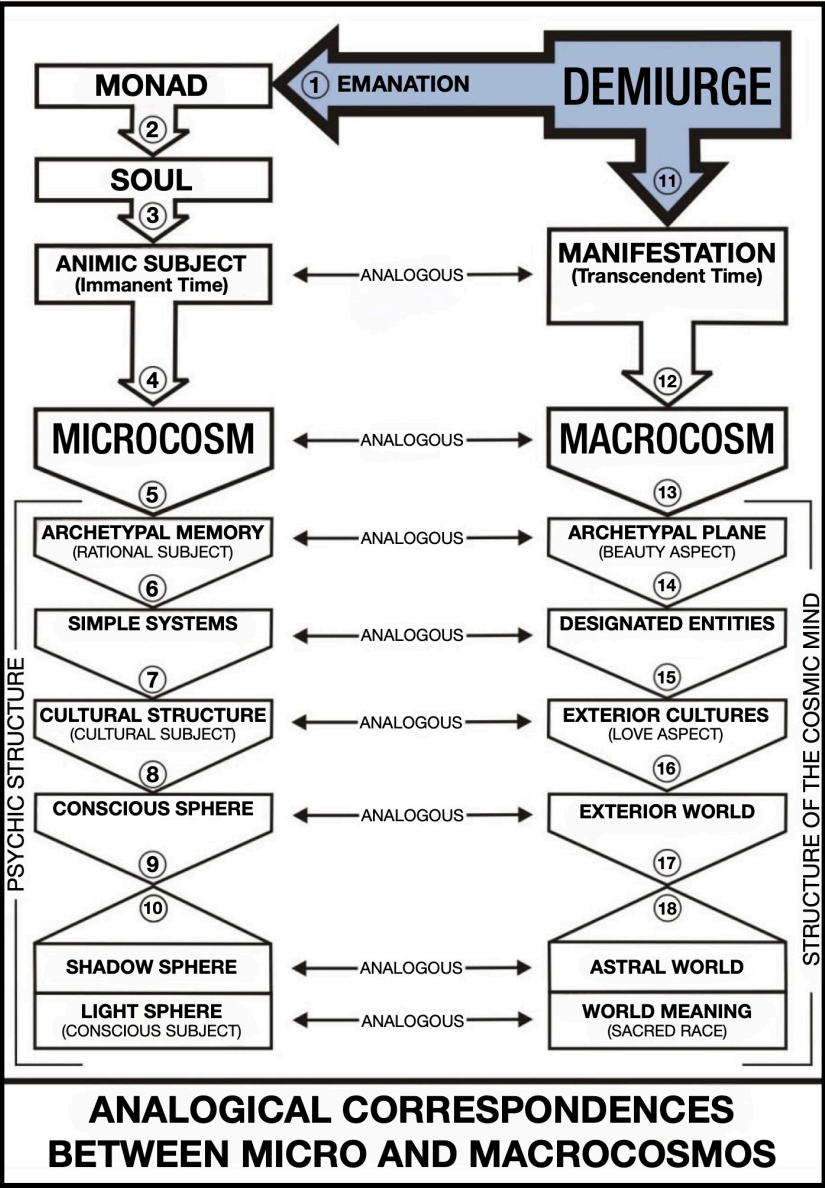 MONAD
1 EMANATION
DEMIURGE
2
SOUL
11
3
ANIMIC SUBJECT
(Immanent Time)
ANALOGOUS
MANIFESTATION
(Transcendent Time)
4
12
MICROCOSM
ANALOGOUS
MACROCOSM
5
13
ARCHETYPAL MEMORY
(RATIONAL SUBJECT)
ANALOGOUS
ARCHETYPAL PLANE
(BEAUTY ASPECT)
6
14
SIMPLE SYSTEMS
ANALOGOUS
DESIGNATED ENTITIES
7
15
CULTURAL STRUCTURE
(CULTURAL SUBJECT)
ANALOGOUS
EXTERIOR CULTURES
(LOVE ASPECT)
8
16
CONSCIOUS SPHERE
ANALOGOUS
EXTERIOR WORLD
9
17
10
18
SHADOW SPHERE
ANALOGOUS
ASTRAL WORLD
LIGHT SPHERE
(CONSCIOUS SUBJECT)
ANALOGOUS
WORLD MEANING
(SACRED RACE)
PSYCHIC STRUCTURE
STRUCTURE OF THE COSMIC MIND
ANALOGICAL CORRESPONDENCES
BETWEEN MICRO AND MACROCOSMOS